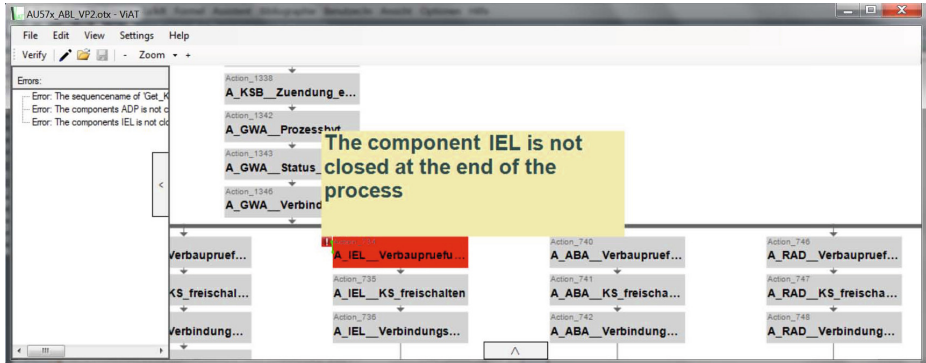 AU57x_ABL_VP2.otx - ViAT
File Edit View Settings Help
Verify - Zoom +
Errors:
Error: The sequencename of 'Get_K
Error: The components ADP is not c
Error: The components IEL is not clo
<
Action_1338
A_KSB__Zuendung_e...
Action_1342
A_GWA__Prozessbyt
Action_1343
A_GWA__Status_
Action_1346
A_GWA__Verbind
The component IEL is not
closed at the end of the
process
Action_740
Action_746
Verbaupruef...
A_IEL__Verbaupruefu...
A_ABA__Verbaupruef...
A_RAD__Verbaupruef...
Action_735
Action_741
Action_747
KS_freischal...
A_IEL__KS_freischalten
A_ABA__KS_freischa...
A_RAD__KS_freischa...
Action_736
Action_742
Action_748
Verbindung...
A_IEL__Verbindungs...
A_ABA__Verbindung...
A_RAD__Verbindung...